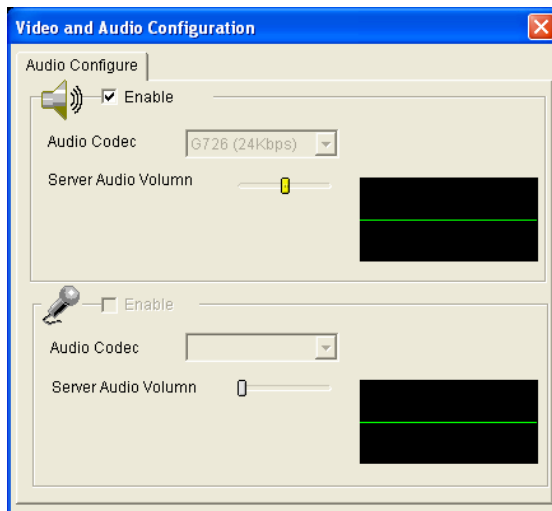 Video and Audio Configuration
Audio Configure
Enable
Audio Codec
G726 (24Kbps)
Server Audio Volumn
Enable
Audio Codec
Server Audio Volumn